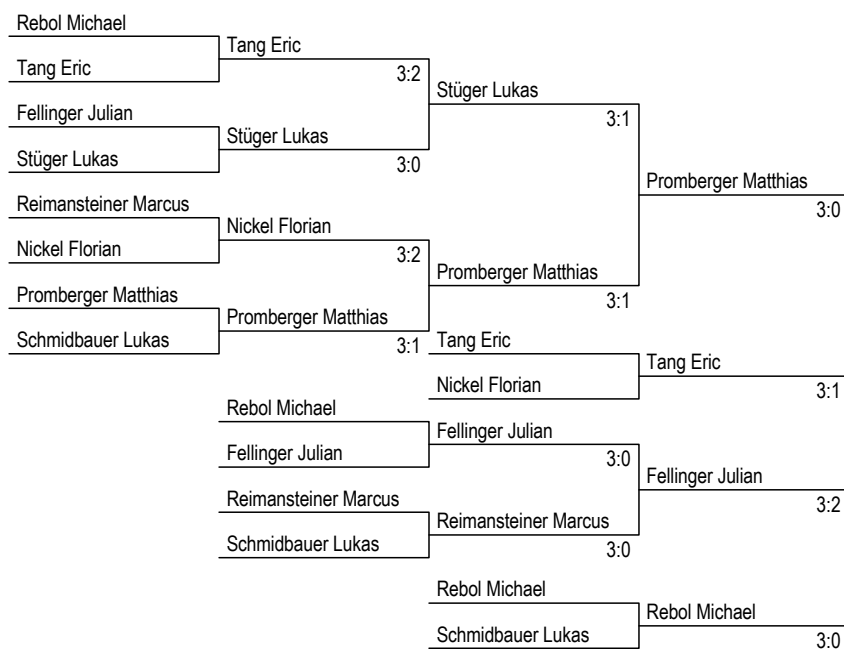 Rebol Michael
Tang Eric
Tang Eric
3:2
Fellinger Julian
Stüger Lukas
Stüger Lukas
3:0
Stüger Lukas
3:1
Reimansteiner Marcus
Nickel Florian
Nickel Florian
3:2
Promberger Matthias
Schmidbauer Lukas
Promberger Matthias
3:1
Promberger Matthias
3:1
Promberger Matthias
3:0
Tang Eric
Nickel Florian
Tang Eric
3:1
Rebol Michael
Fellinger Julian
Fellinger Julian
3:0
Reimansteiner Marcus
Schmidbauer Lukas
Reimansteiner Marcus
3:0
Fellinger Julian
3:2
Rebol Michael
Schmidbauer Lukas
Rebol Michael
3:0